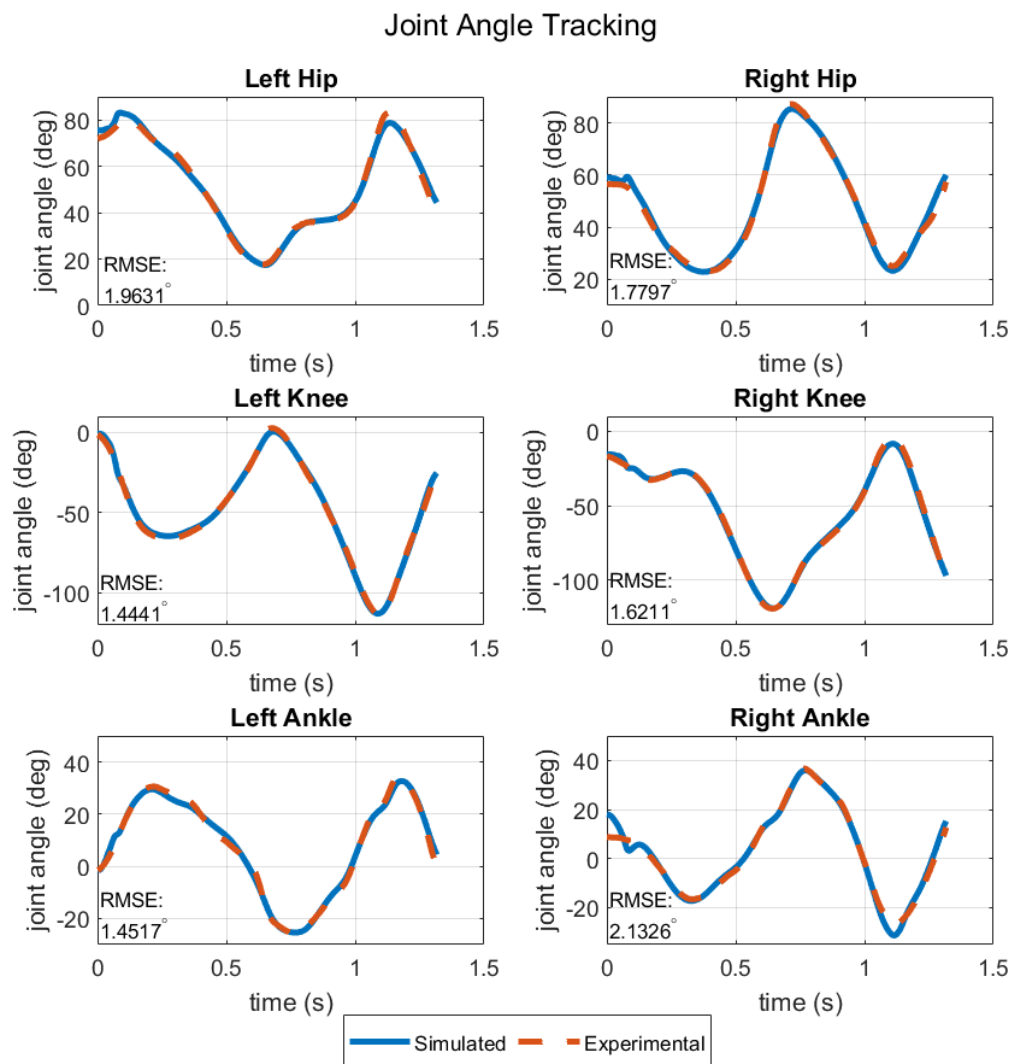 Joint Angle Tracking
Left Hip
joint angle (deg)
80
60
40
20
0
RMSE:
1.9631°
0 0.5 1 1.5
time (s)
Right Hip
joint angle (deg)
80
60
40
20
RMSE:
1.7797°
0 0.5 1 1.5
time (s)
Left Knee
joint angle (deg)
0
-50
-100
RMSE:
1.4441°
0 0.5 1 1.5
time (s)
Right Knee
joint angle (deg)
0
-50
-100
RMSE:
1.6211°
0 0.5 1 1.5
time (s)
Left Ankle
joint angle (deg)
40
20
0
-20
RMSE:
1.4517°
0 0.5 1 1.5
time (s)
Right Ankle
joint angle (deg)
40
20
0
-20
RMSE:
2.1326°
0 0.5 1 1.5
time (s)
Simulated Experimental